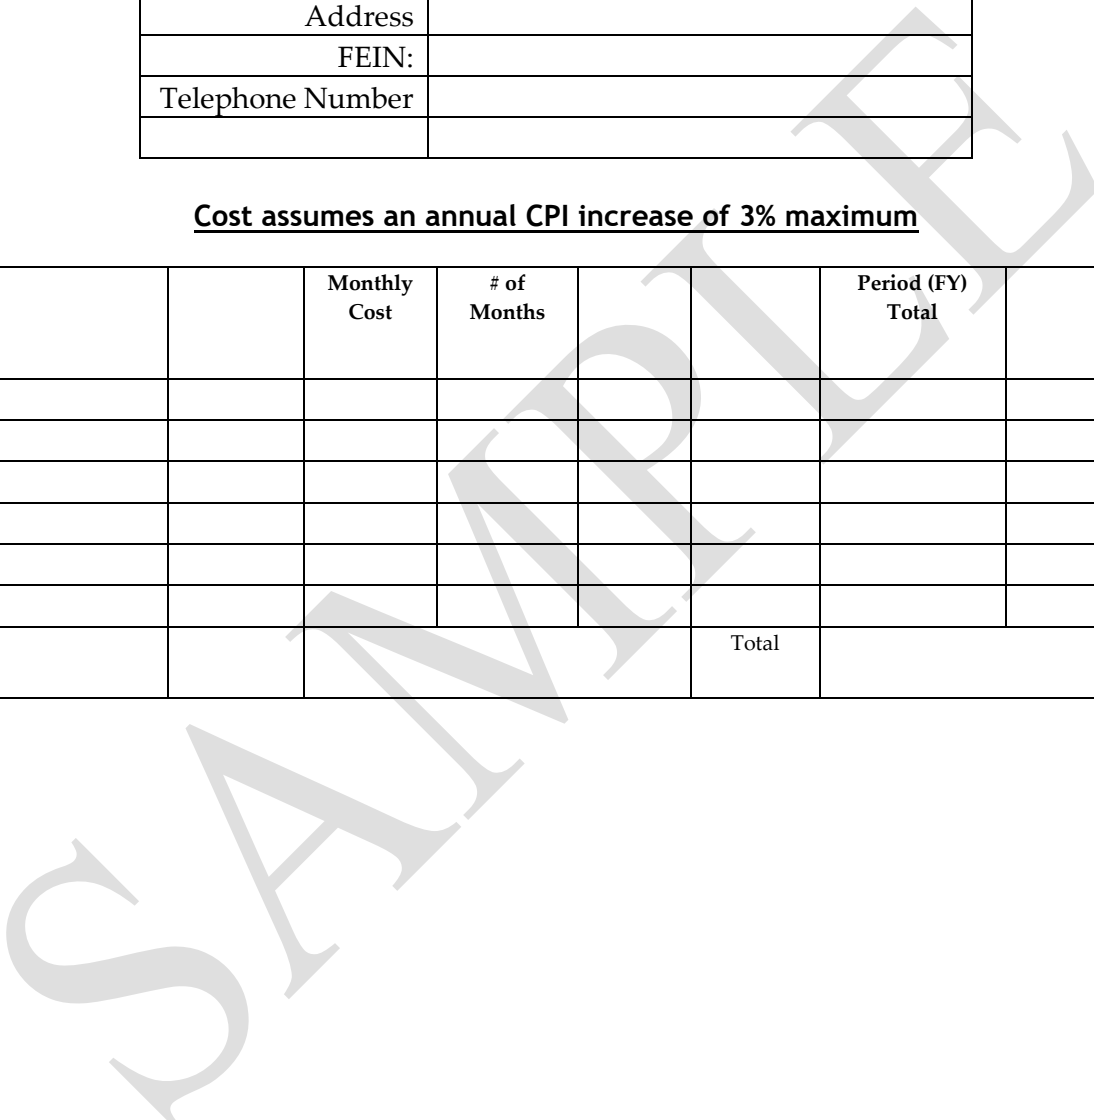 Address
FEIN:
Telephone Number
Cost assumes an annual CPI increase of 3% maximum
Monthly Cost
# of Months
Period (FY) Total
Total
SAMPLE